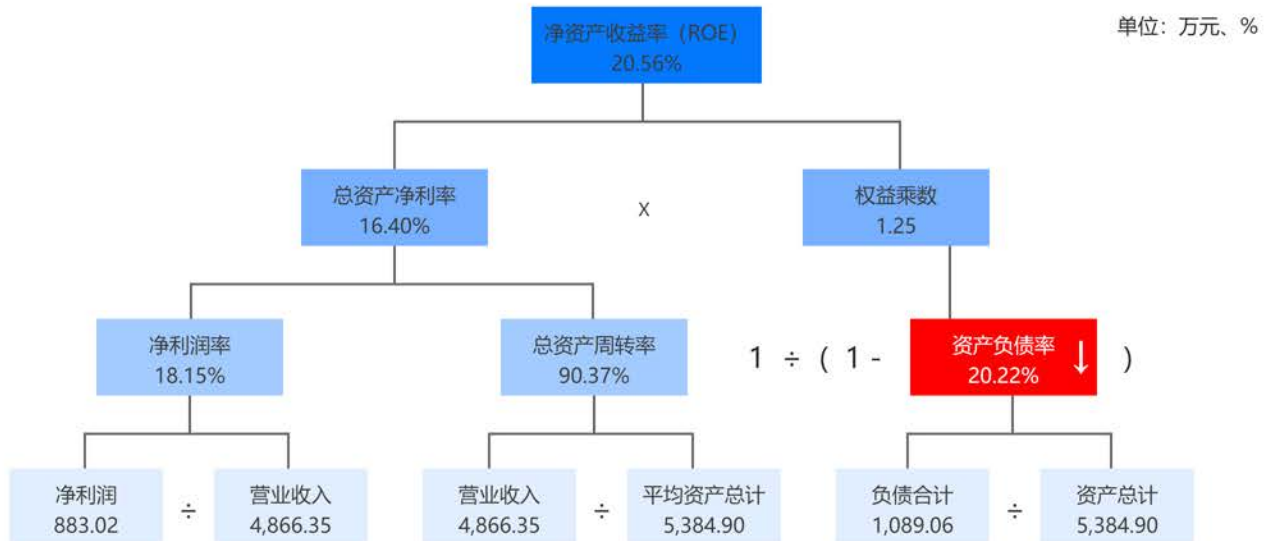 净资产收益率（ROE）
20.56%
单位：万元、%
总资产净利率
16.40%
X
权益乘数
1.25
净利润率
18.15%
总资产周转率
90.37%
1 ÷ ( 1 -
资产负债率
20.22%
↓
)
净利润
883.02
÷
营业收入
4,866.35
营业收入
4,866.35
÷
平均资产总计
5,384.90
负债合计
1,089.06
÷
资产总计
5,384.90